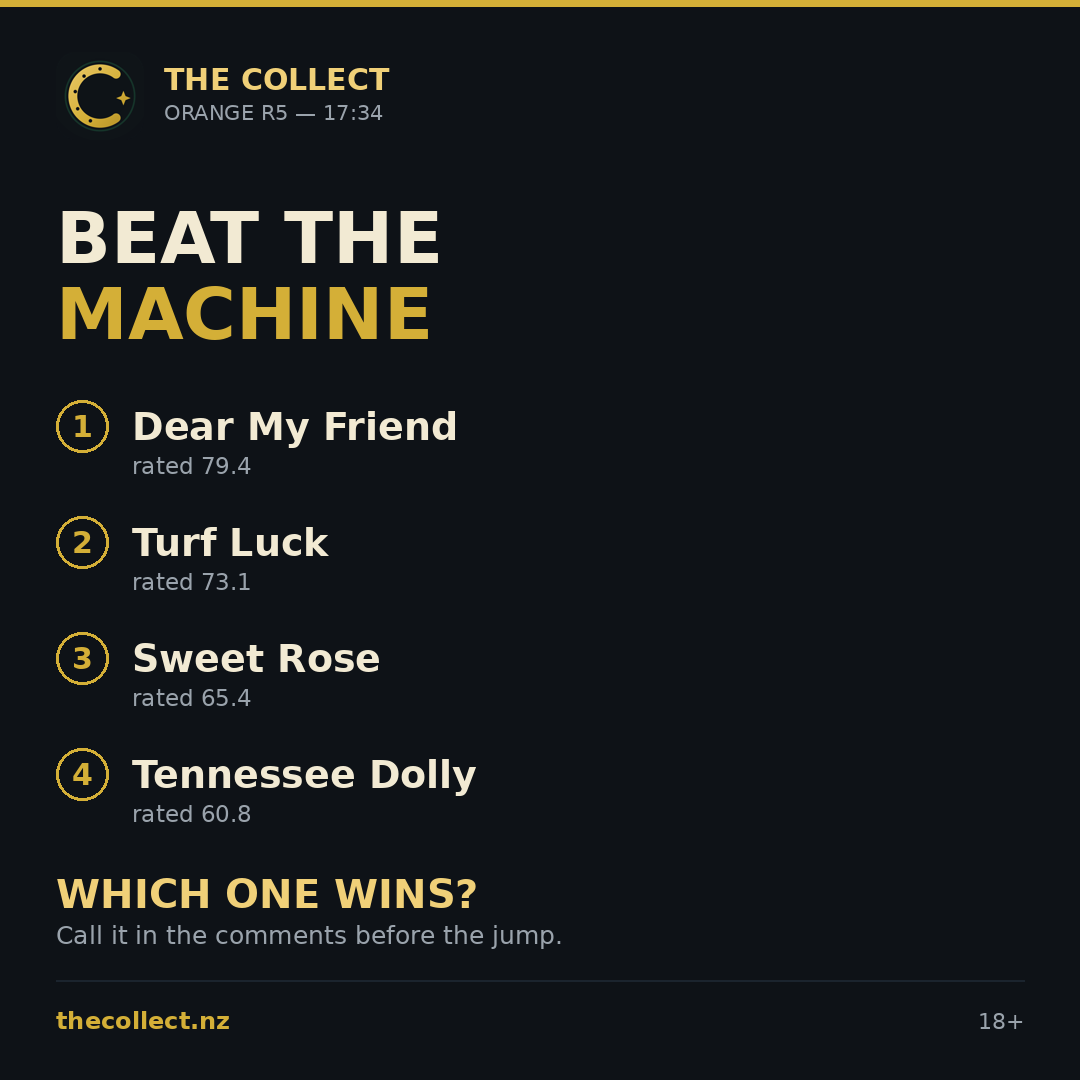 THE COLLECT
ORANGE R5 — 17:34
BEAT THE
MACHINE
1 Dear My Friend
rated 79.4
2 Turf Luck
rated 73.1
3 Sweet Rose
rated 65.4
4 Tennessee Dolly
rated 60.8
WHICH ONE WINS?
Call it in the comments before the jump.
thecollect.nz 18+